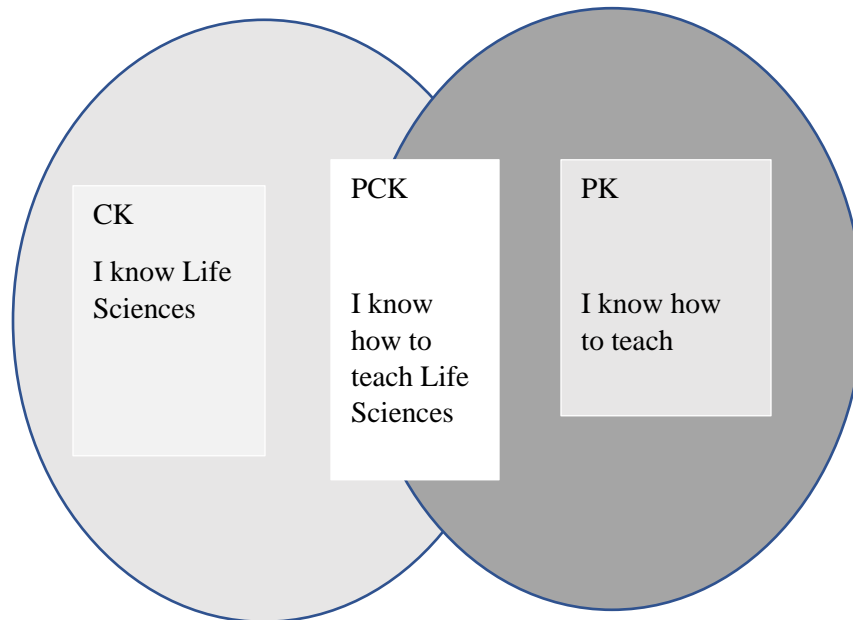 CK
I know Life
Sciences
PCK
I know
how to
teach Life
Sciences
PK
I know how
to teach